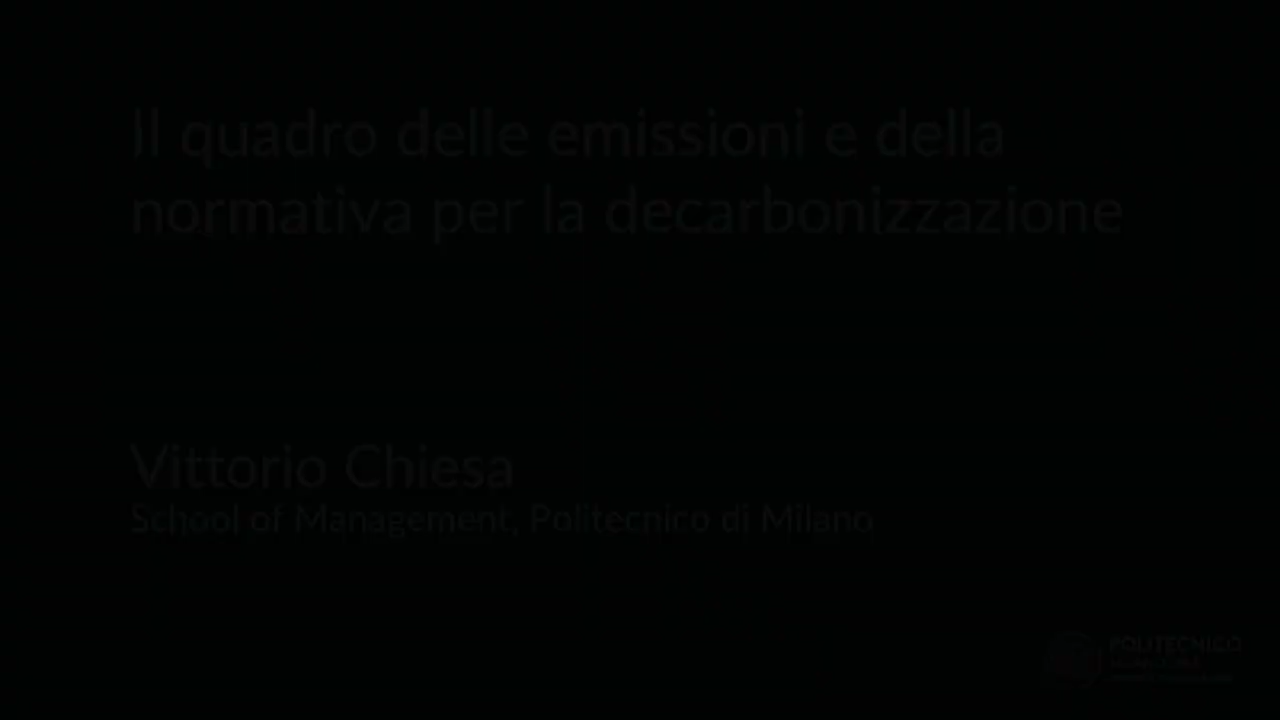 Il quadro delle emissioni e della
normativa per la decarbonizzazione
Vittorio Chiesa
School of Management, Politecnico di Milano
POLITECNICO